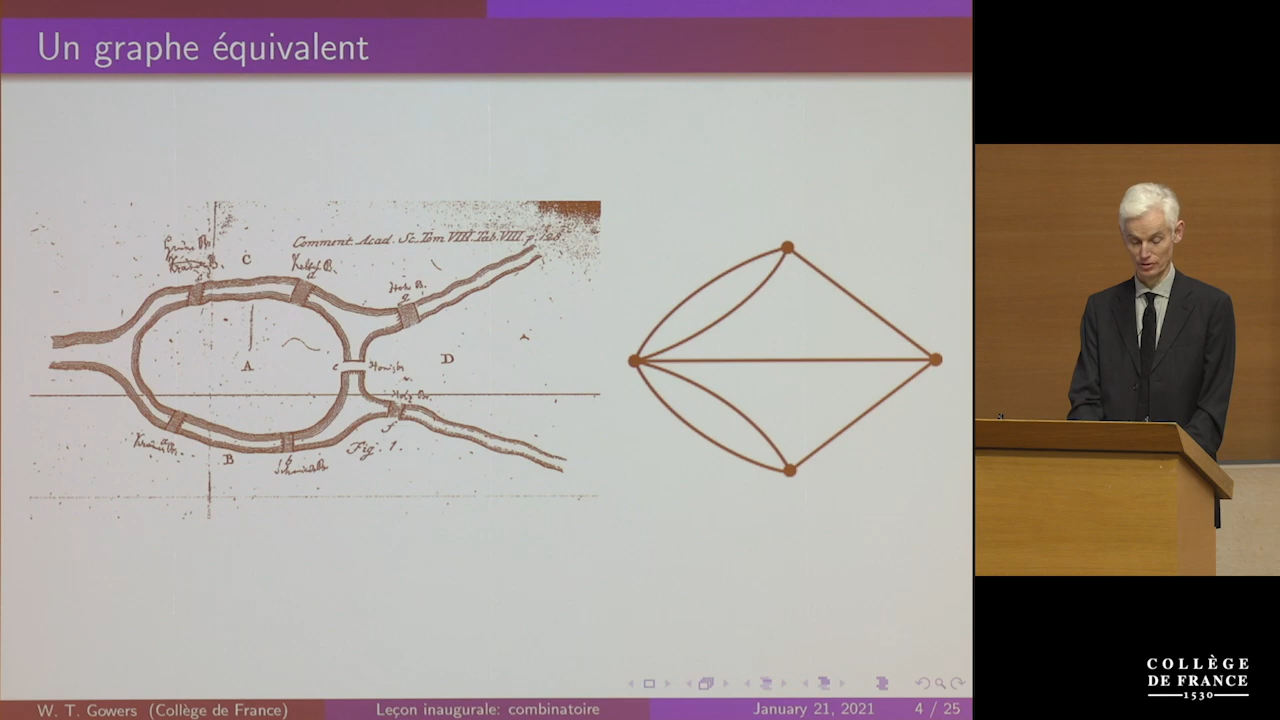 Un graphe équivalent
Comment. Acad. Sc. Tom VIII. Tab. VIII. p. 128
C
B.
d
g
A
c
D
f
a
b
B
Fig. 1.
W. T. Gowers (Collège de France)
Leçon inaugurale: combinatoire
January 21, 2021
4 / 25
COLLÈGE
DE FRANCE
1530